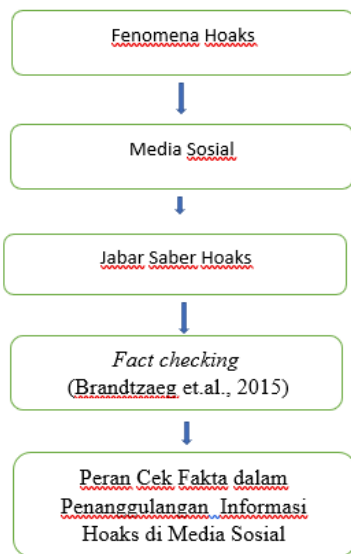 Fenomena Hoaks
Media Sosial
Jabar Saber Hoaks
Fact checking
(Brandtzaeg et.al., 2015)
Peran Cek Fakta dalam
Penanggulangan Informasi
Hoaks di Media Sosial